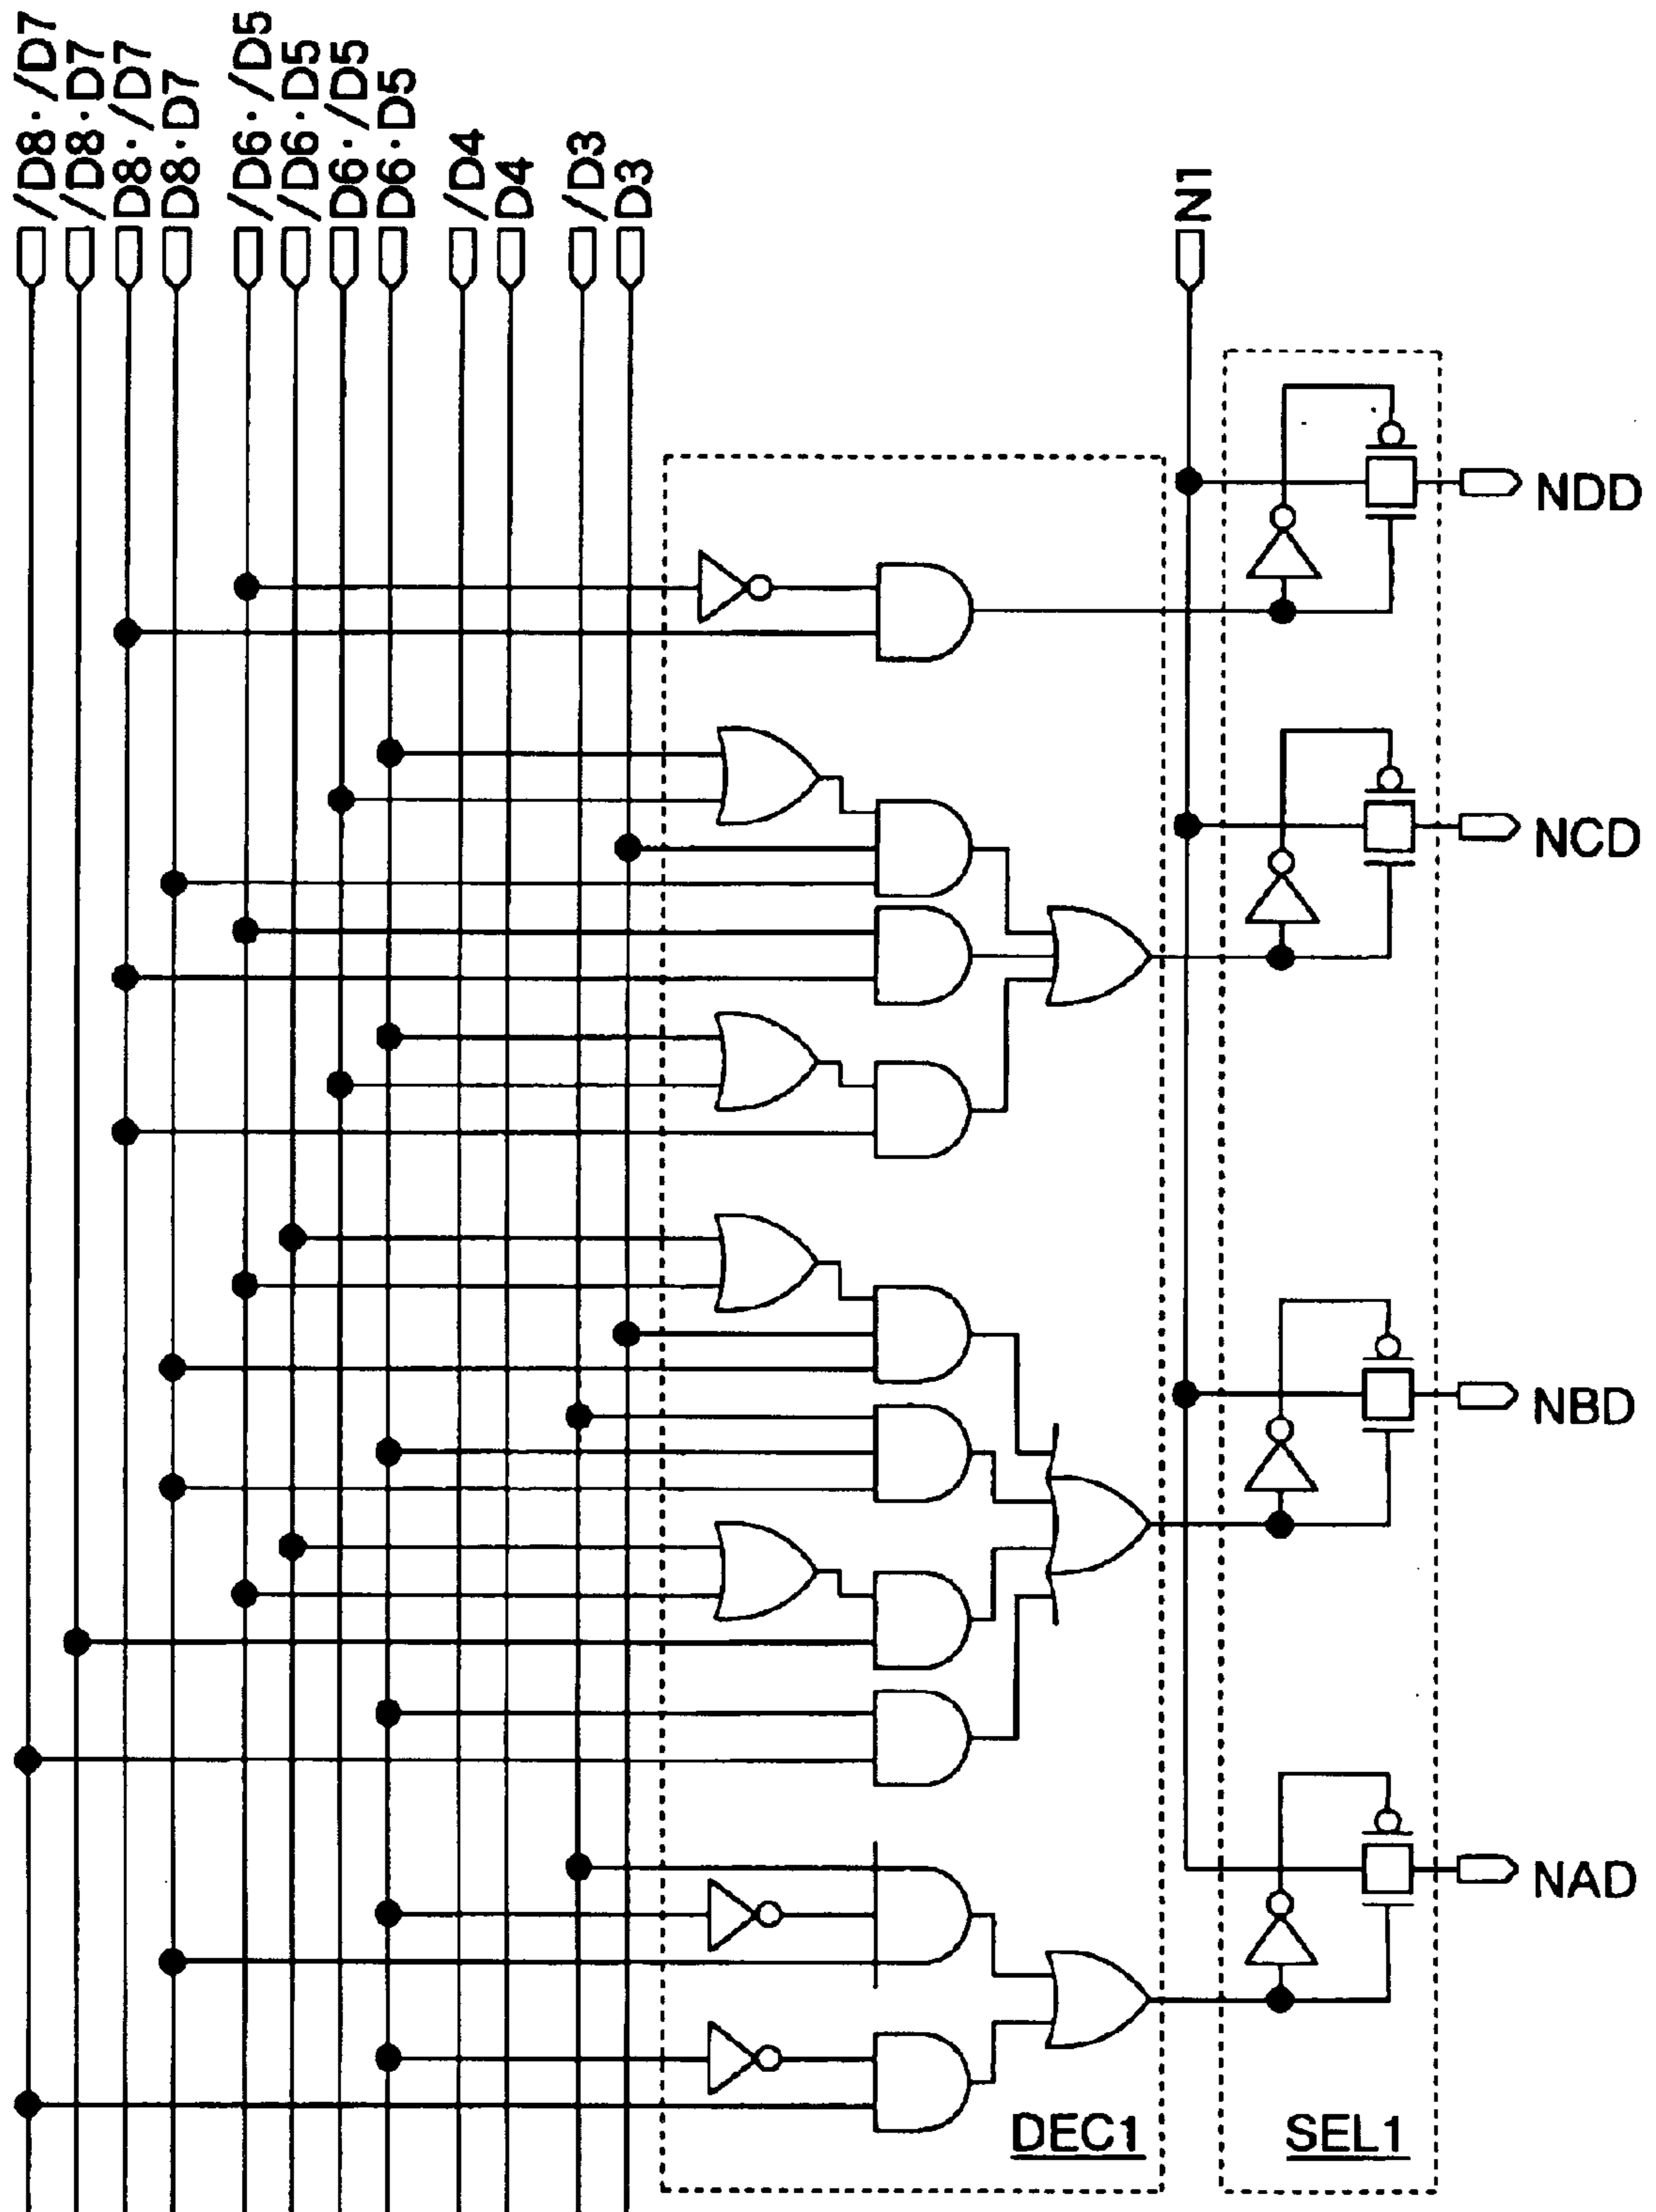 /D8·/D7
/D8·D7
D8·/D7
D8·D7
/D6·/D5
/D6·D5
D6·/D5
D6·D5
/D4
D4
/D3
D3
N1
NDD
NCD
NBD
NAD
DEC1
SEL1